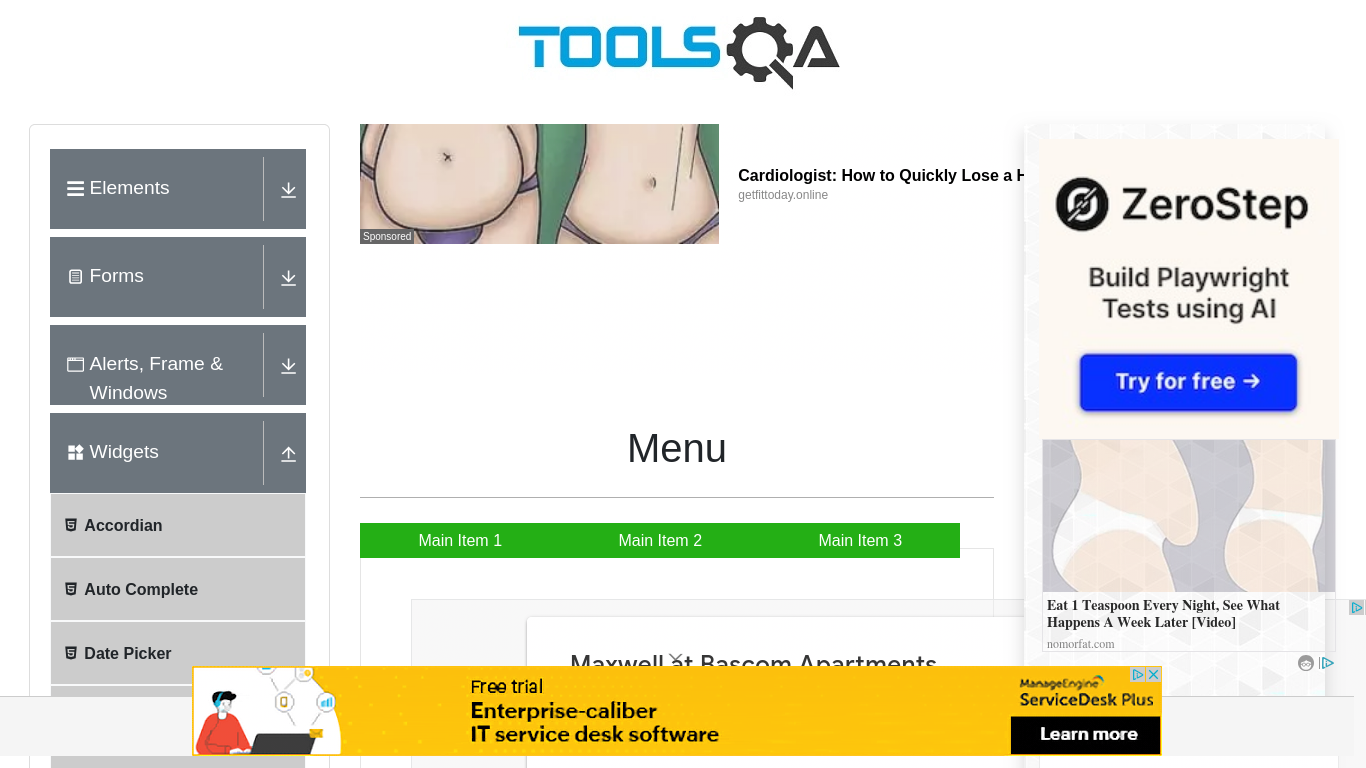 TOOLSQA
Elements
Forms
Alerts, Frame &
Windows
Widgets
Accordian
Auto Complete
Date Picker
Sponsored
Cardiologist: How to Quickly Lose a H
getfittoday.online
Menu
Main Item 1
Main Item 2
Main Item 3
Maxwell at Bascom Apartments
ZeroStep
Build Playwright
Tests using AI
Try for free →
Eat 1 Teaspoon Every Night, See What
Happens A Week Later [Video]
nomorfat.com
Free trial
Enterprise-caliber
IT service desk software
ManageEngine
ServiceDesk Plus
Learn more